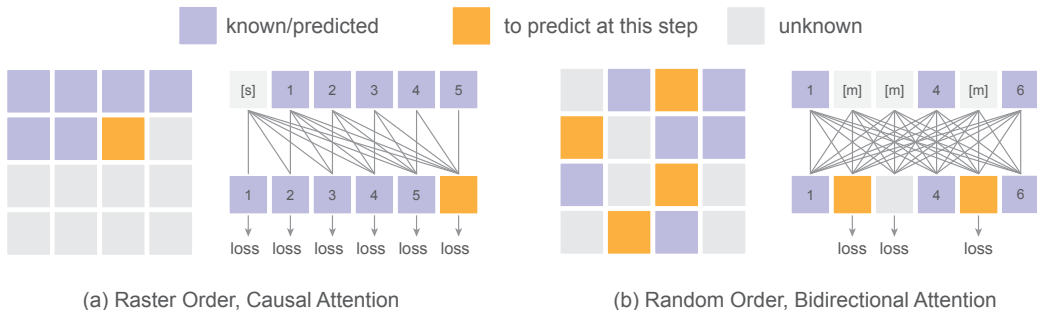 known/predicted to predict at this step unknown
[s] 1 2 3 4 5
1 2 3 4 5
loss loss loss loss loss loss
1 [m] [m] 4 [m] 6
1 4 6
loss loss loss
(a) Raster Order, Causal Attention
(b) Random Order, Bidirectional Attention